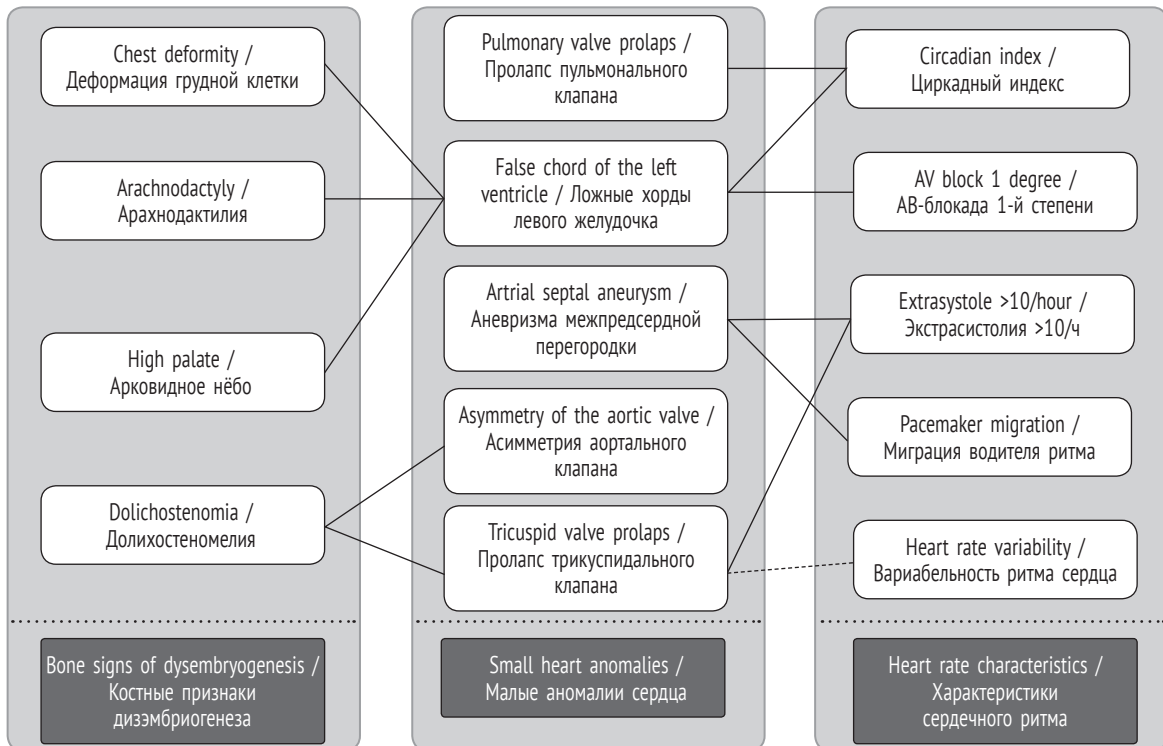 Chest deformity /
Деформация грудной клетки
Arachnodactyly /
Арахнодактилия
High palate /
Арковидное нёбо
Dolichostenomia /
Долихостеномелия
Bone signs of dysembryogenesis /
Костные признаки
дизэмбриогенеза
Pulmonary valve prolaps /
Пролапс пульмонального
клапана
False chord of the left
ventricle / Ложные хорды
левого желудочка
Artrial septal aneurysm /
Аневризма межпредсердной
перегородки
Asymmetry of the aortic valve /
Асимметрия аортального
клапана
Tricuspid valve prolaps /
Пролапс трикуспидального
клапана
Small heart anomalies /
Малые аномалии сердца
Circadian index /
Циркадный индекс
AV block 1 degree /
АВ-блокада 1-й степени
Extrasystole >10/hour /
Экстрасистолия >10/ч
Pacemaker migration /
Миграция водителя ритма
Heart rate variability /
Вариабельность ритма сердца
Heart rate characteristics /
Характеристики
сердечного ритма